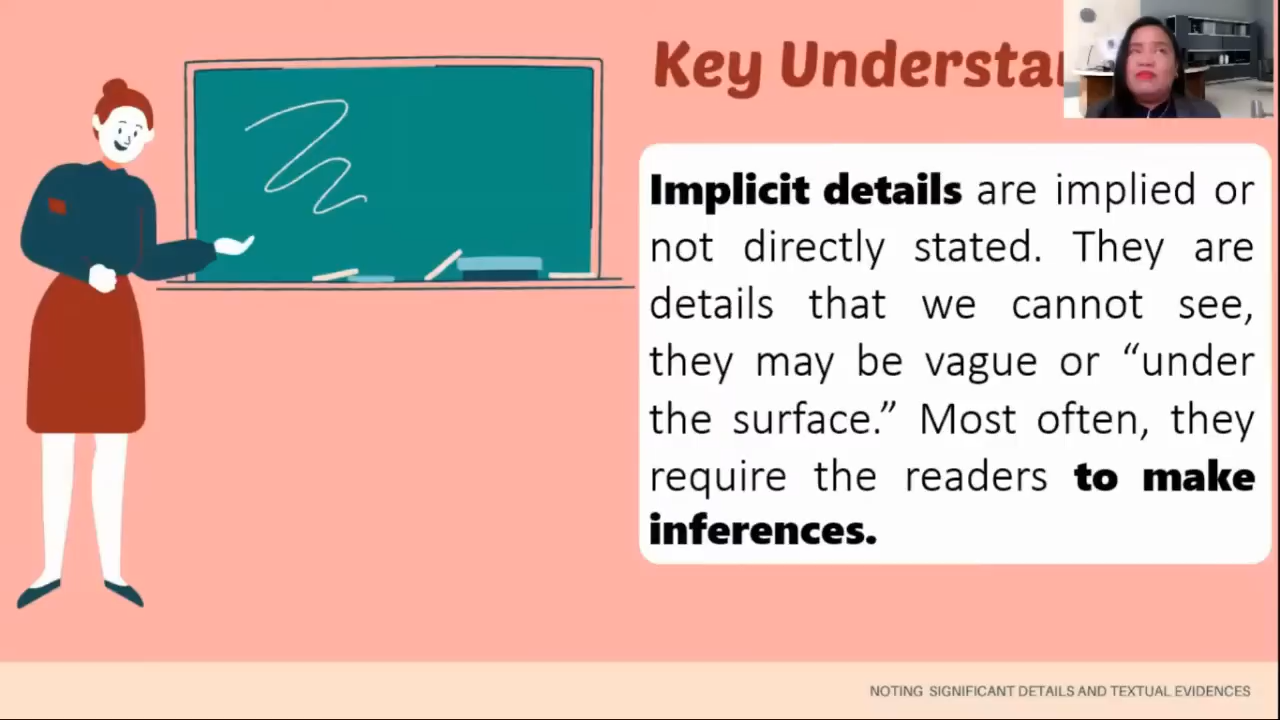 Key Understa
Implicit details are implied or
not directly stated. They are
details that we cannot see,
they may be vague or “under
the surface.” Most often, they
require the readers to make
inferences.
NOTING SIGNIFICANT DETAILS AND TEXTUAL EVIDENCES